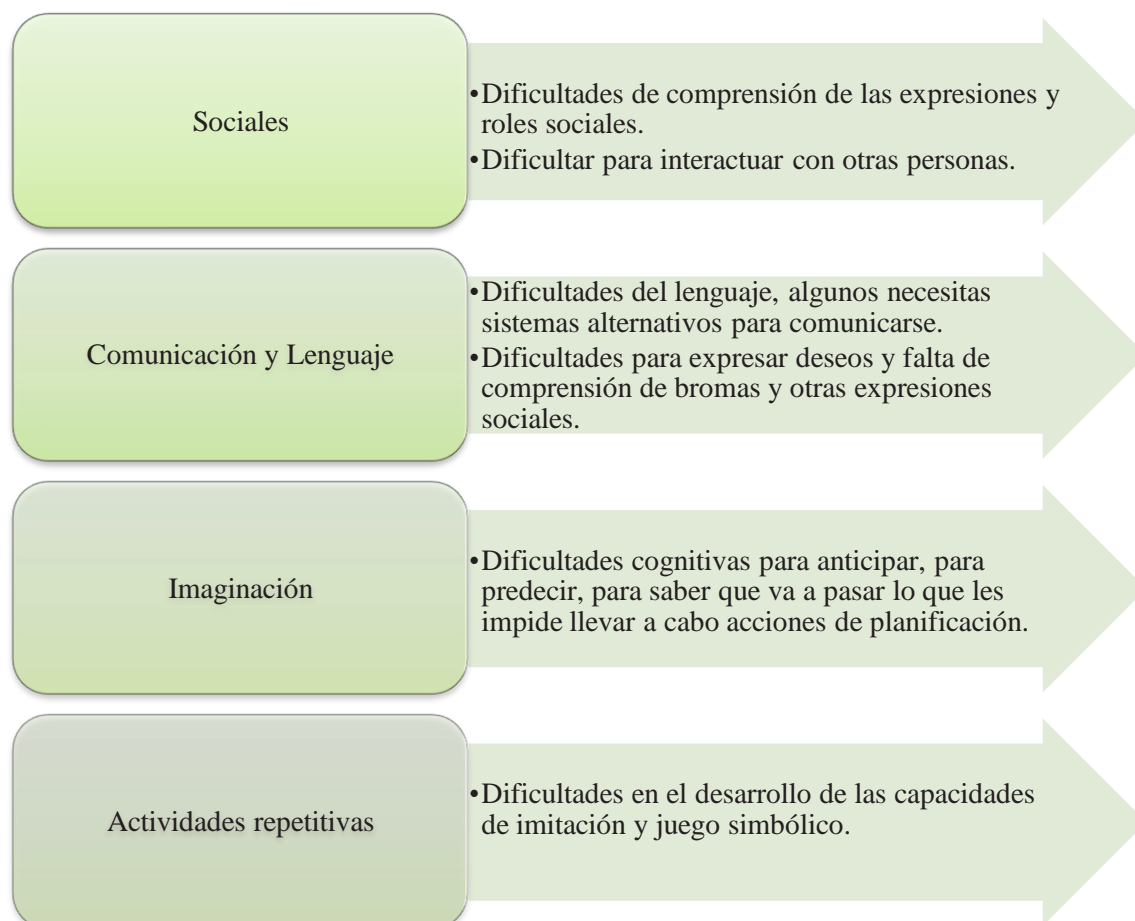 Sociales
•Dificultades de comprensión de las expresiones y
roles sociales.
•Dificultar para interactuar con otras personas.
Comunicación y Lenguaje
•Dificultades del lenguaje, algunos necesitas
sistemas alternativos para comunicarse.
•Dificultades para expresar deseos y falta de
comprensión de bromas y otras expresiones
sociales.
Imaginación
•Dificultades cognitivas para anticipar, para
predecir, para saber que va a pasar lo que les
impide llevar a cabo acciones de planificación.
Actividades repetitivas
•Dificultades en el desarrollo de las capacidades
de imitación y juego simbólico.